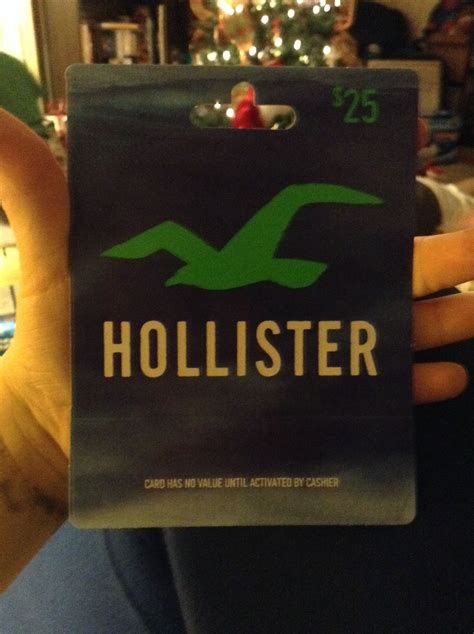 $25
HOLLISTER
CARD HAS NO VALUE UNTIL ACTIVATED BY CASHIER